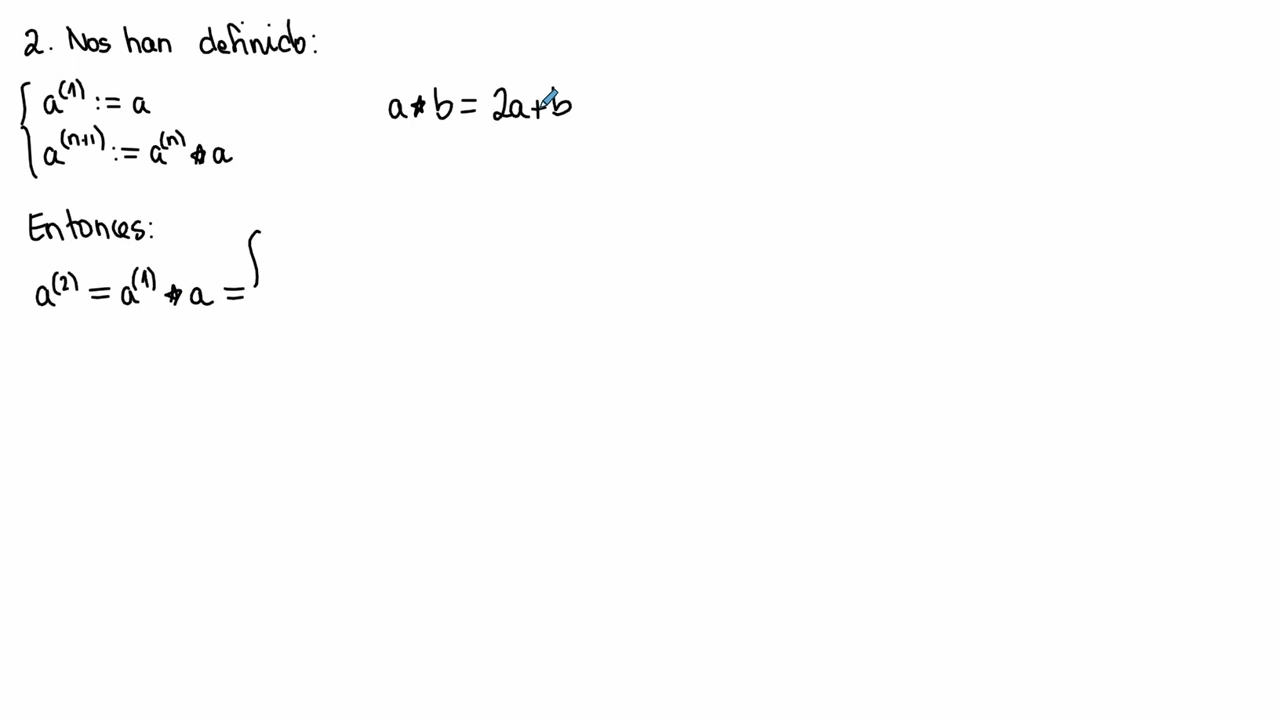 2. Nos han definido:
a^(1) := a
a * b = 2a+b
a^(n+1) := a^(n) * a
Entonces:
a^(2) = a^(1) * a =